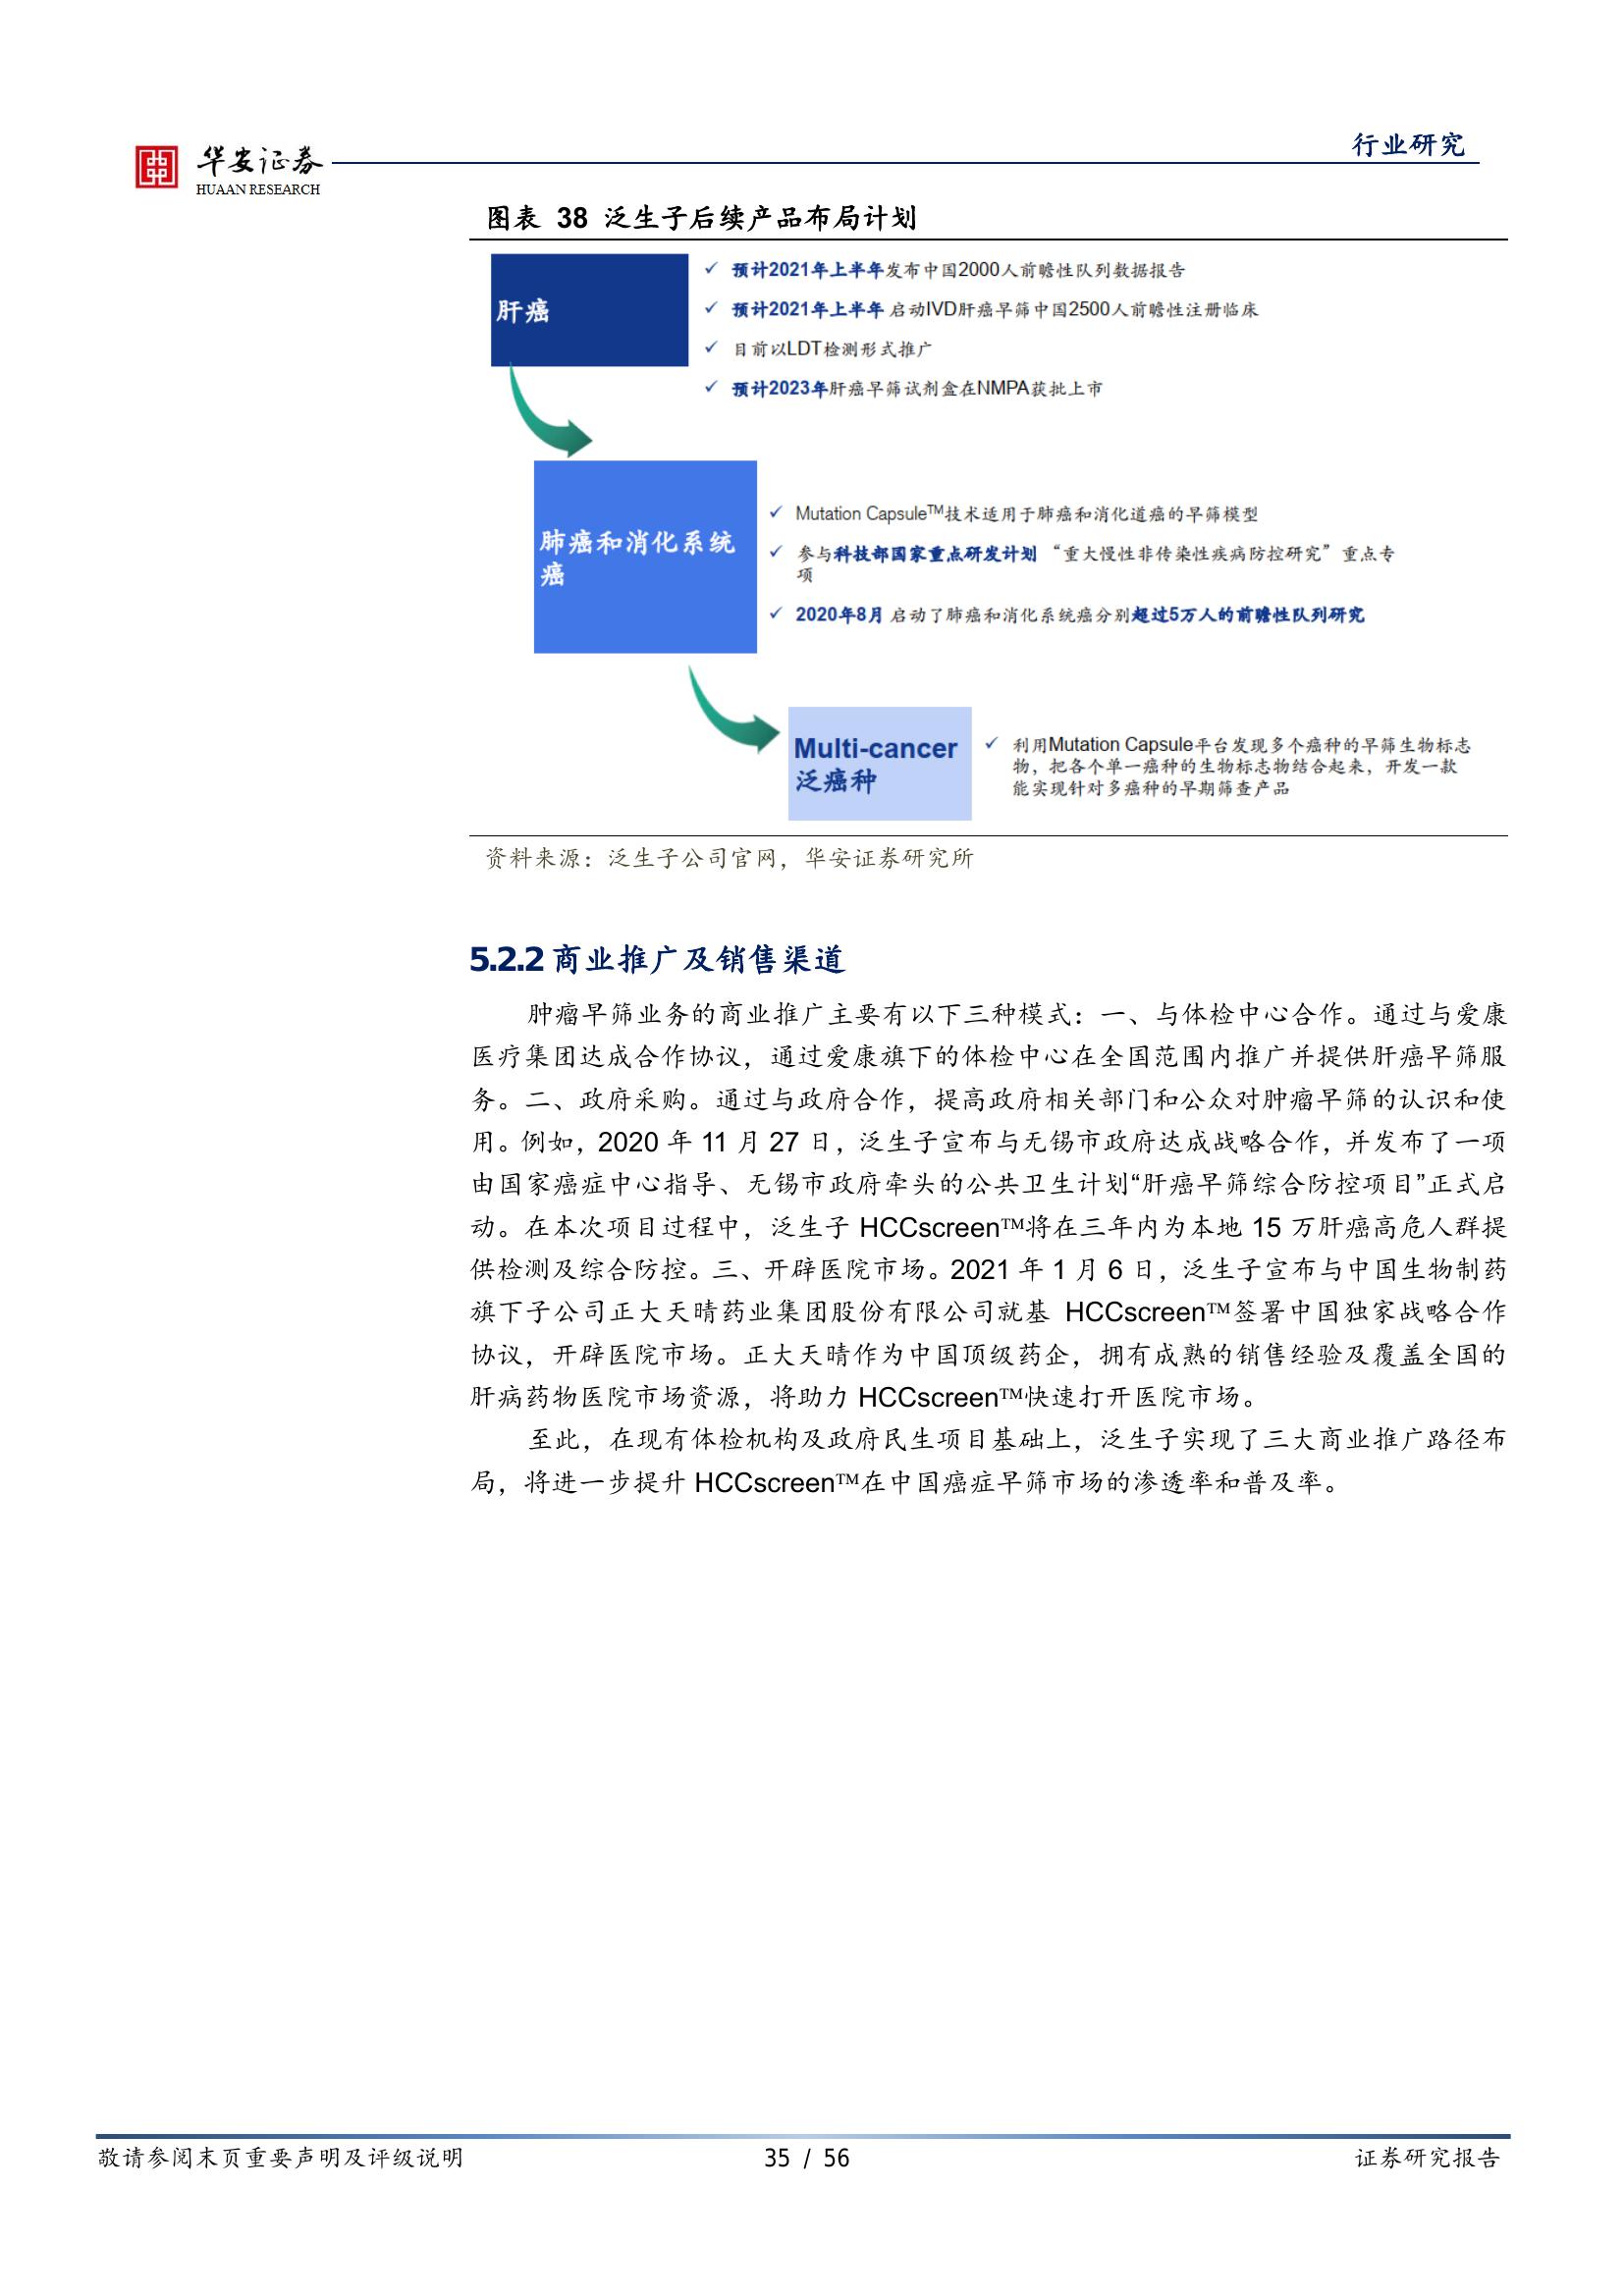 华安证券
HUAAN RESEARCH
行业研究
图表 38 泛生子后续产品布局计划
肝癌
✓ 预计2021年上半年发布中国2000人前瞻性队列数据报告
✓ 预计2021年上半年 启动IVD肝癌早筛中国2500人前瞻性注册临床
✓ 目前以LDT检测形式推广
✓ 预计2023年肝癌早筛试剂盒在NMPA获批上市
肺癌和消化系统
癌
✓ Mutation Capsule™技术适用于肺癌和消化道癌的早筛模型
✓ 参与科技部国家重点研发计划 “重大慢性非传染性疾病防控研究”重点专
项
✓ 2020年8月 启动了肺癌和消化系统癌分别超过5万人的前瞻性队列研究
Multi-cancer
泛癌种
✓ 利用Mutation Capsule平台发现多个癌种的早筛生物标志
物，把各个单一癌种的生物标志物结合起来，开发一款
能实现针对多癌种的早期筛查产品
资料来源：泛生子公司官网，华安证券研究所
5.2.2 商业推广及销售渠道
肿瘤早筛业务的商业推广主要有以下三种模式：一、与体检中心合作。通过与爱康
医疗集团达成合作协议，通过爱康旗下的体检中心在全国范围内推广并提供肝癌早筛服
务。二、政府采购。通过与政府合作，提高政府相关部门和公众对肿瘤早筛的认识和使
用。例如，2020 年 11 月 27 日，泛生子宣布与无锡市政府达成战略合作，并发布了一项
由国家癌症中心指导、无锡市政府牵头的公共卫生计划“肝癌早筛综合防控项目”正式启
动。在本次项目过程中，泛生子 HCCscreen™将在三年内为本地 15 万肝癌高危人群提
供检测及综合防控。三、开辟医院市场。2021 年 1 月 6 日，泛生子宣布与中国生物制药
旗下子公司正大天晴药业集团股份有限公司就基 HCCscreen™签署中国独家战略合作
协议，开辟医院市场。正大天晴作为中国顶级药企，拥有成熟的销售经验及覆盖全国的
肝病药物医院市场资源，将助力 HCCscreen™快速打开医院市场。
至此，在现有体检机构及政府民生项目基础上，泛生子实现了三大商业推广路径布
局，将进一步提升 HCCscreen™在中国癌症早筛市场的渗透率和普及率。
敬请参阅末页重要声明及评级说明
35 / 56
证券研究报告